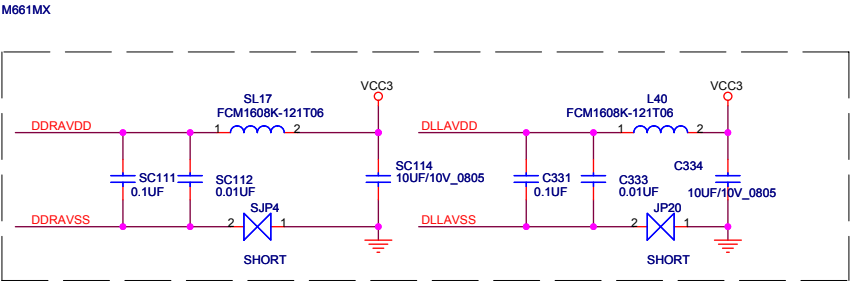 M661MX
VCC3
VCC3
SL17
L40
FCM1608K-121T06
FCM1608K-121T06
DDRAVDD
1
2
DLLAVDD
1
2
SC111
0.1UF
SC112
0.01UF
SC114
10UF/10V_0805
C331
0.1UF
C333
0.01UF
C334
10UF/10V_0805
DDRAVSS
2
SJP4
1
DLLAVSS
2
JP20
1
SHORT
SHORT